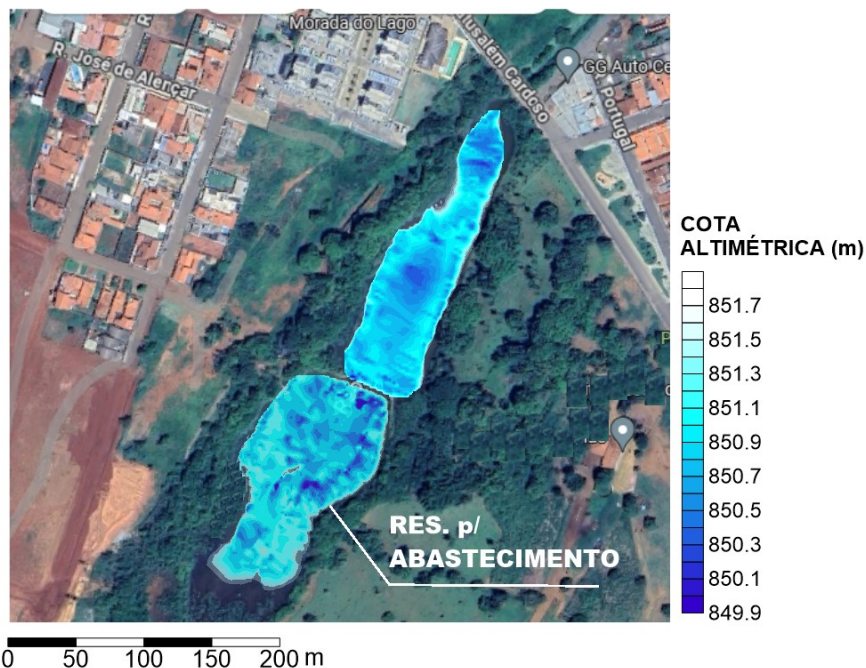 Morada do Lago
R. José de Alencar
R
rusalém Cardoso
GG Auto Ce
Portugal
P
RES. p/
ABASTECIMENTO
COTA
ALTIMÉTRICA (m)
851.7
851.5
851.3
851.1
850.9
850.7
850.5
850.3
850.1
849.9
0 50 100 150 200 m